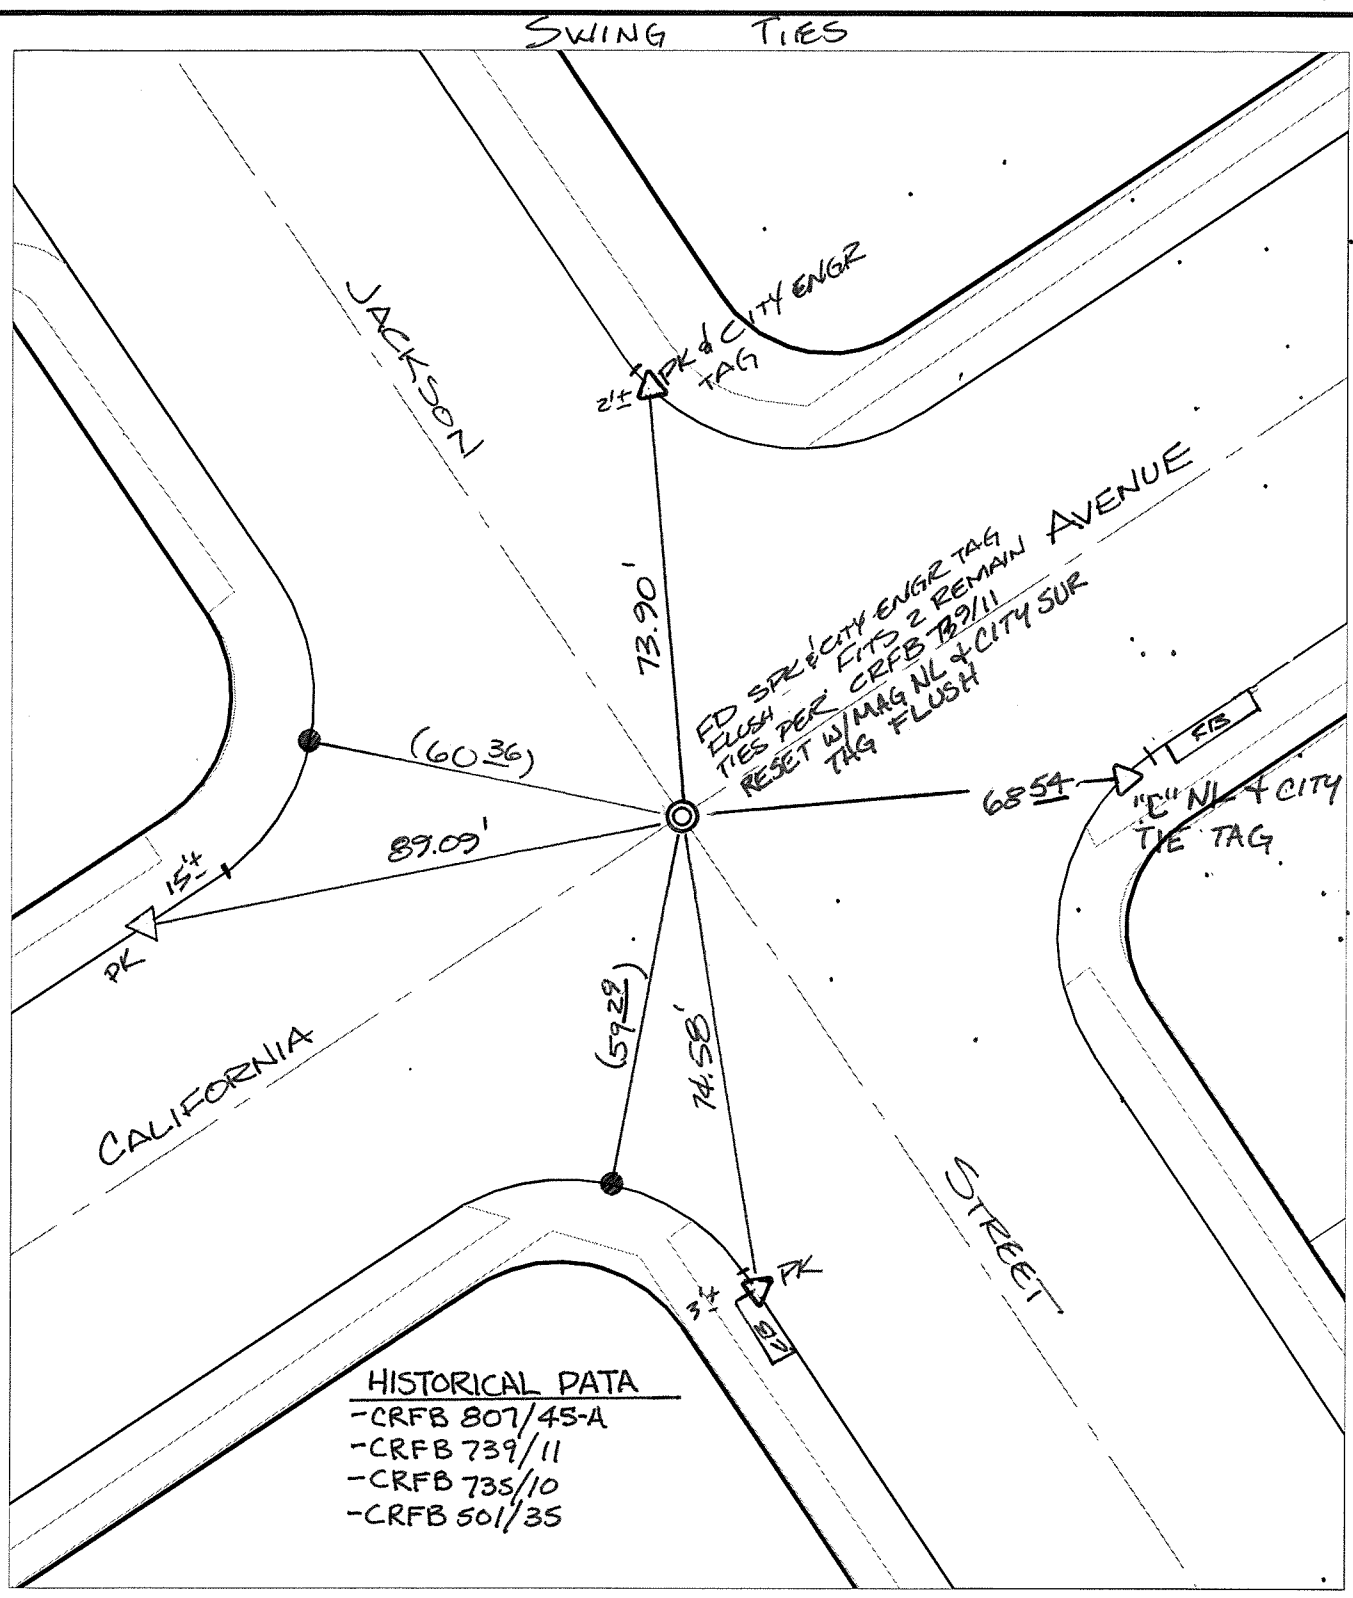 SWING TIES
JACKSON
PK & CITY ENGR
TAG
2'±
73.90'
AVENUE
FD SPK & CITY ENGR TAG
FLUSH - FITS 2 REMAIN
TIES PER CRFB 739/11
RESET W/MAG NL & CITY SUR
TAG FLUSH
(60 36)
89.09'
68 54
"L" NL & CITY
TIE TAG
15'±
PK
(59 29)
74.58'
CALIFORNIA
STREET
PK
3'±
HISTORICAL DATA
-CRFB 807/45-A
-CRFB 739/11
-CRFB 735/10
-CRFB 501/35